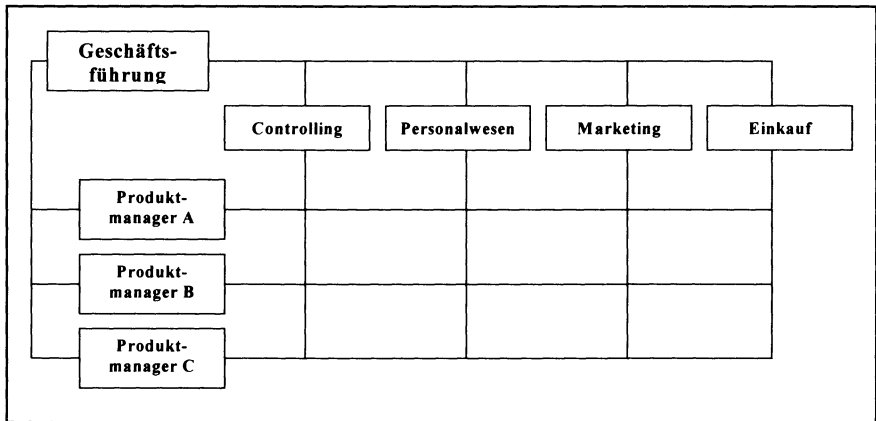 Geschäfts-
führung
Controlling
Personalwesen
Marketing
Einkauf
Produkt-
manager A
Produkt-
manager B
Produkt-
manager C